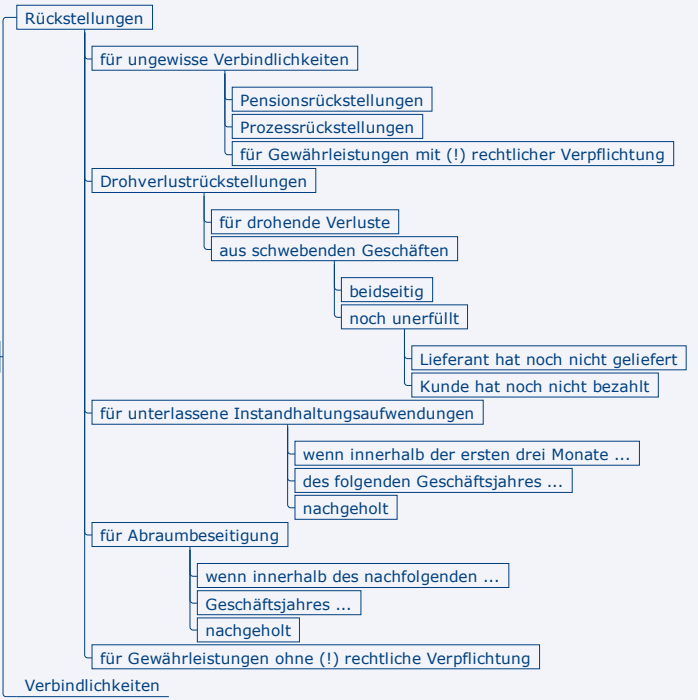 Rückstellungen
für ungewisse Verbindlichkeiten
Pensionsrückstellungen
Prozessrückstellungen
für Gewährleistungen mit (!) rechtlicher Verpflichtung
Drohverlustrückstellungen
für drohende Verluste
aus schwebenden Geschäften
beidseitig
noch unerfüllt
Lieferant hat noch nicht geliefert
Kunde hat noch nicht bezahlt
für unterlassene Instandhaltungsaufwendungen
wenn innerhalb der ersten drei Monate ...
des folgenden Geschäftsjahres ...
nachgeholt
für Abraumbeseitigung
wenn innerhalb des nachfolgenden ...
Geschäftsjahres ...
nachgeholt
für Gewährleistungen ohne (!) rechtliche Verpflichtung
Verbindlichkeiten